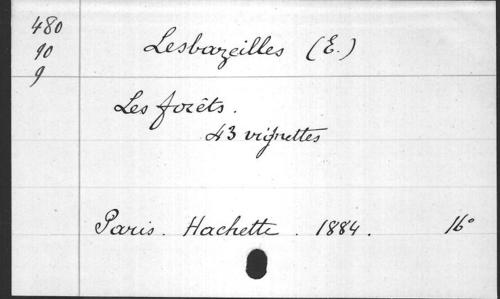 480
90
9
Lesbazeilles (E.)
Les forêts.
43 vignettes
Paris. Hachette. 1884. 16°